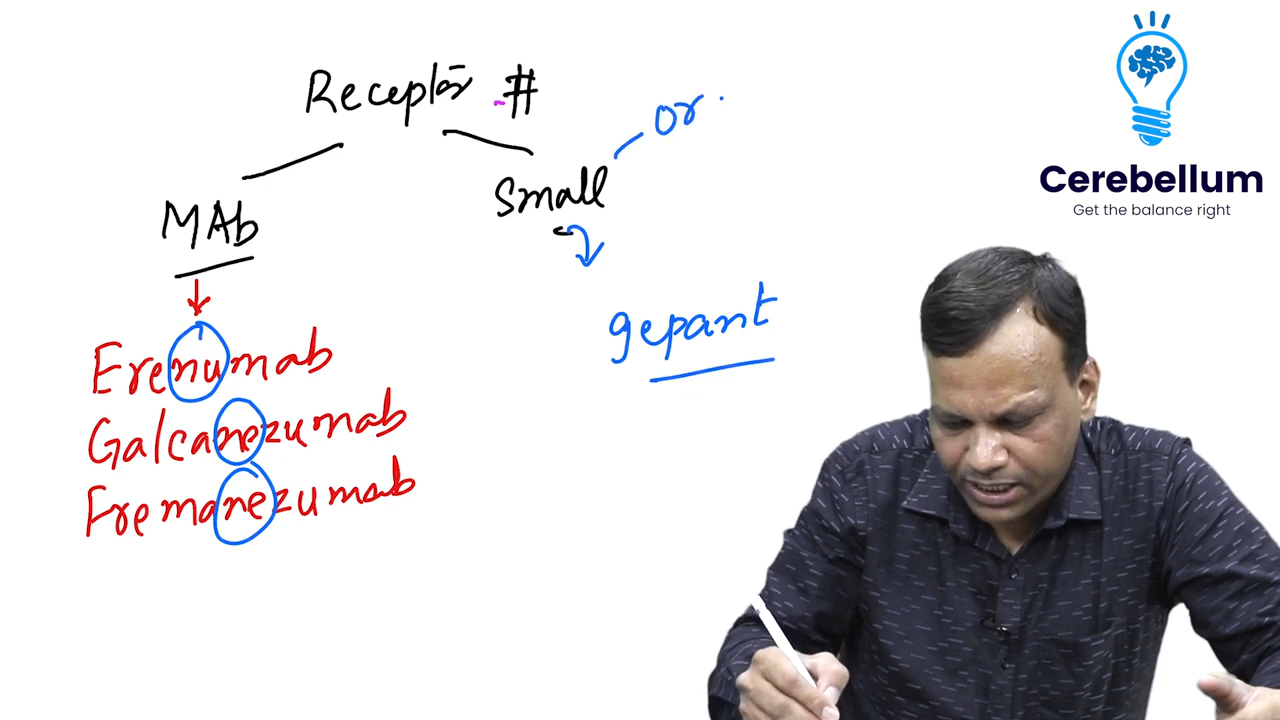 Receptor #
or
Small
MAb
gepant
Erenumab
Galcanezumab
Fremanezumab
Cerebellum
Get the balance right